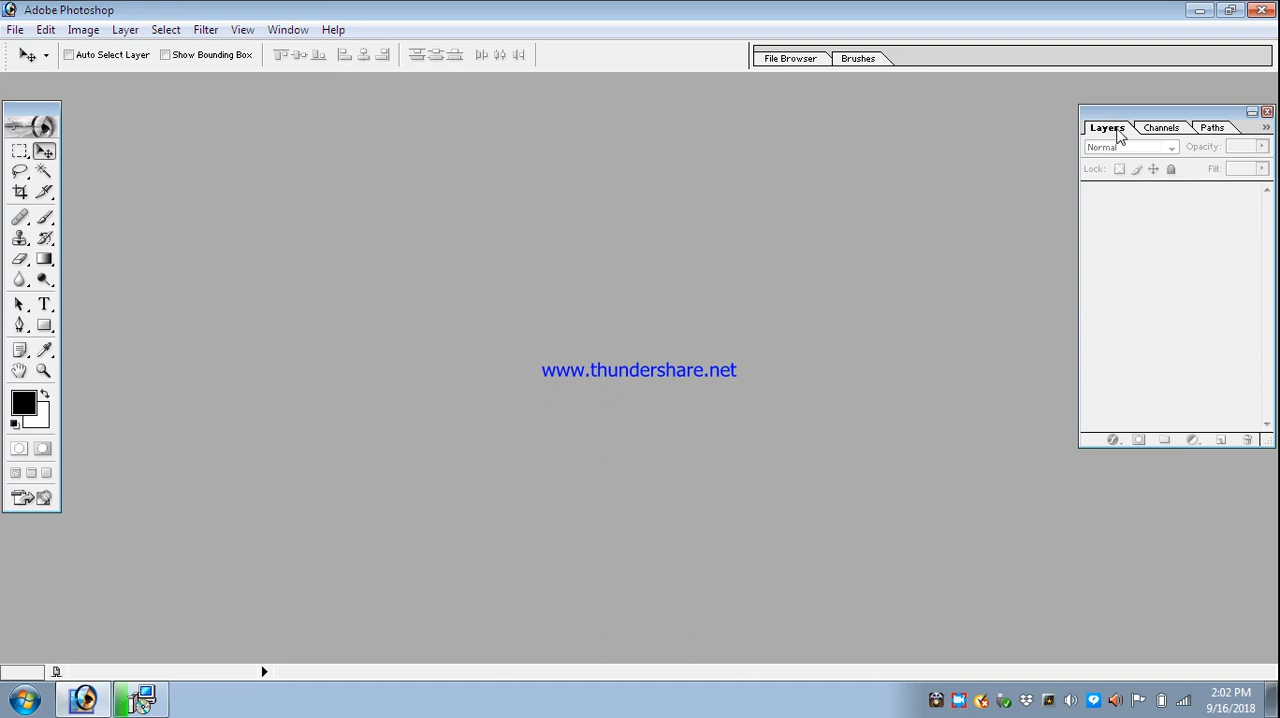 Adobe Photoshop
File Edit Image Layer Select Filter View Window Help
Auto Select Layer Show Bounding Box File Browser Brushes
Layers Channels Paths
Normal Opacity:
Lock: Fill:
T
www.thundershare.net
2:02 PM
9/16/2018